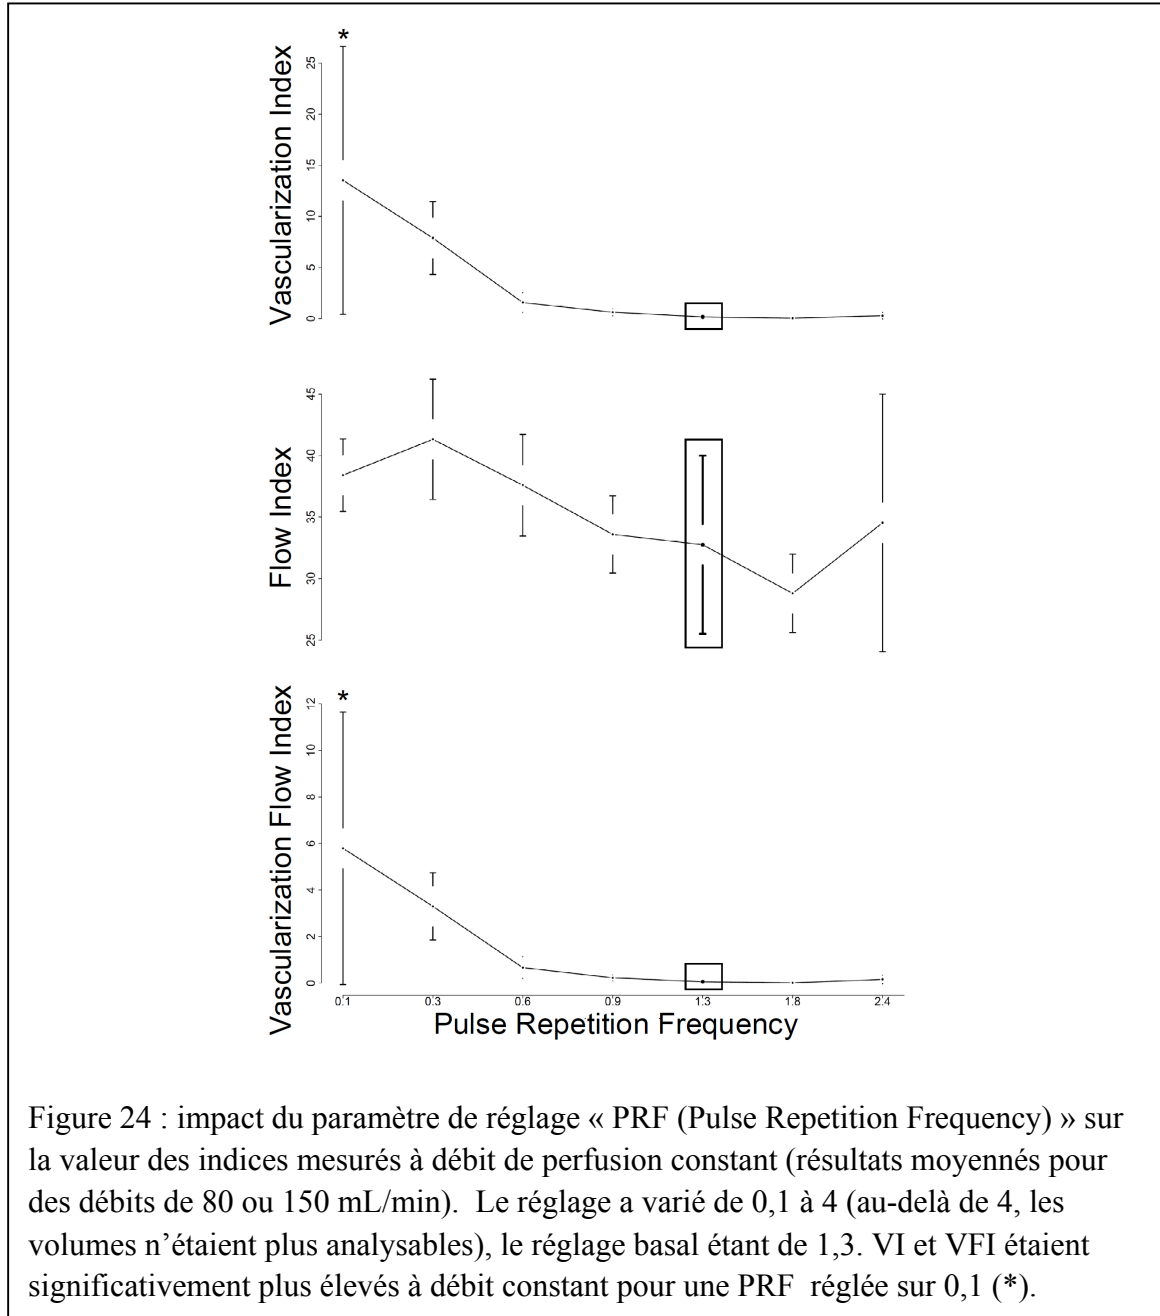 *
Vascularization Index
25
20
15
10
5
0
Flow Index
45
40
35
30
25
*
Vascularization Flow Index
12
10
8
6
4
2
0
0.1 0.3 0.6 0.9 1.3 1.8 2.4
Pulse Repetition Frequency
Figure 24 : impact du paramètre de réglage « PRF (Pulse Repetition Frequency) » sur
la valeur des indices mesurés à débit de perfusion constant (résultats moyennés pour
des débits de 80 ou 150 mL/min). Le réglage a varié de 0,1 à 4 (au-delà de 4, les
volumes n’étaient plus analysables), le réglage basal étant de 1,3. VI et VFI étaient
significativement plus élevés à débit constant pour une PRF réglée sur 0,1 (*).